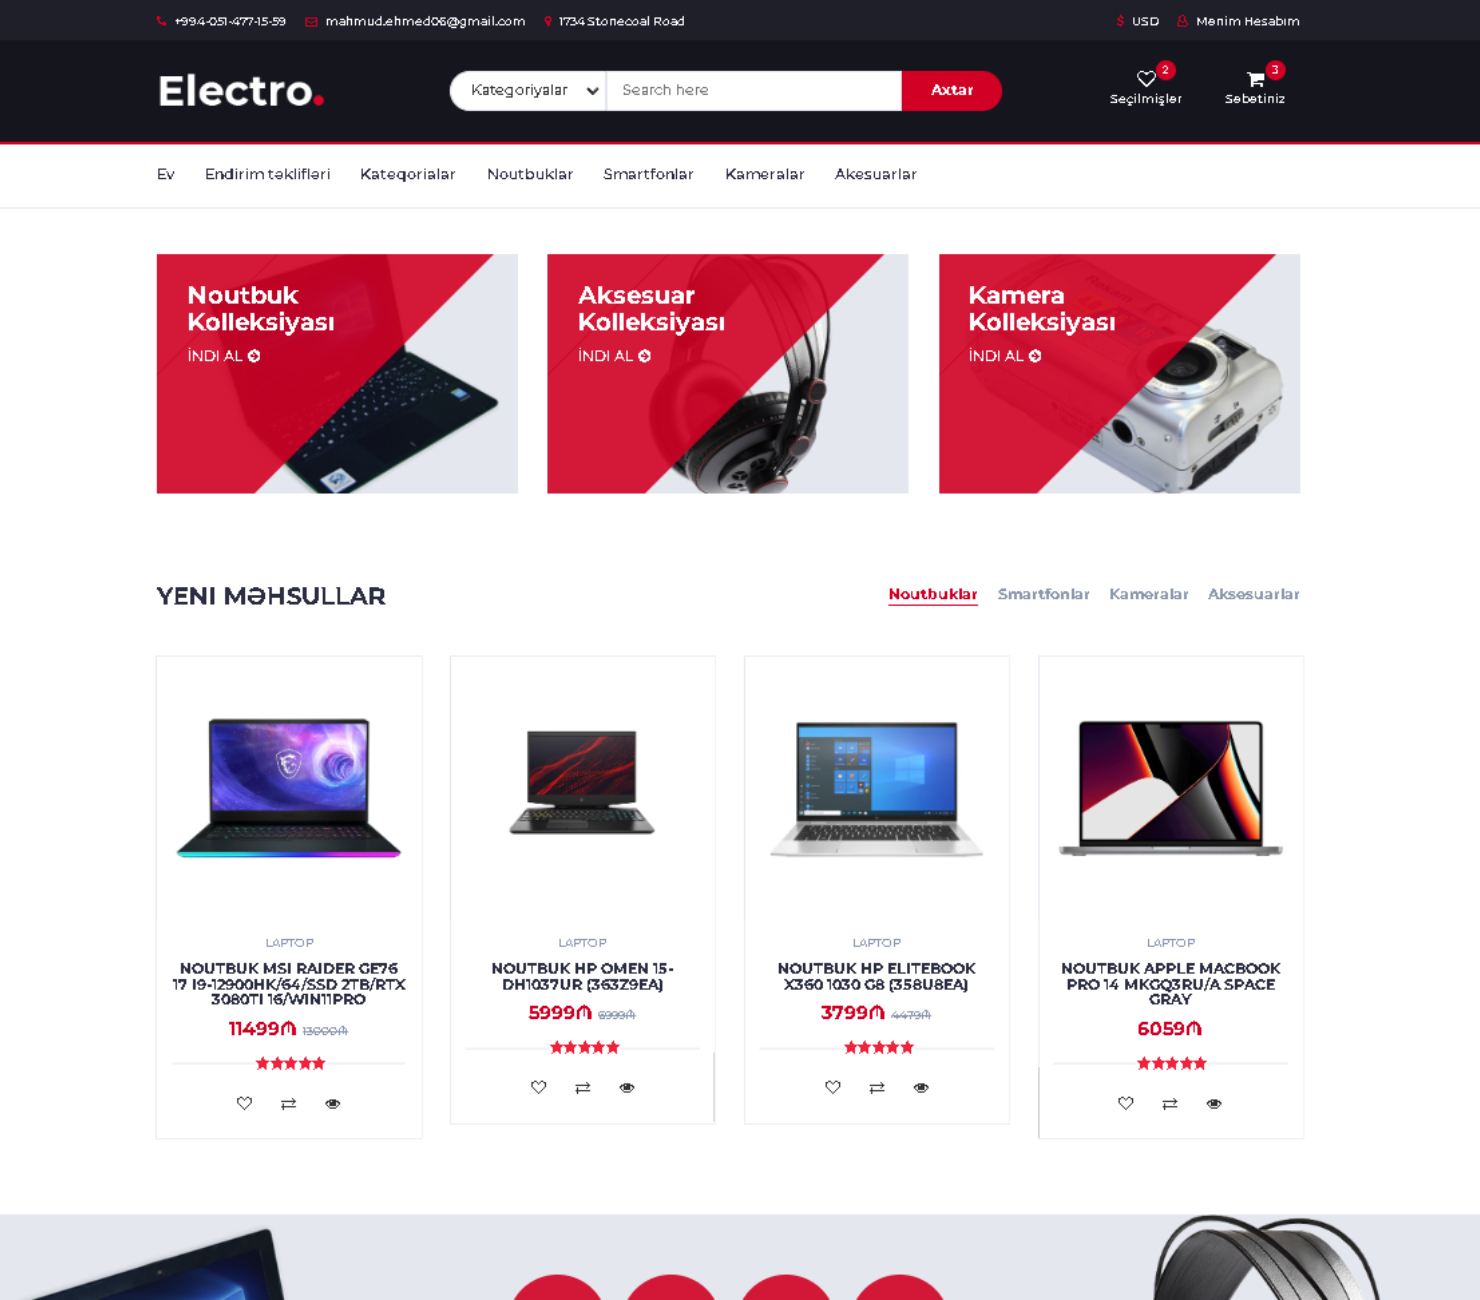 +994-051-477-15-59 mahmud.ehmed06@gmail.com 1734 Stonecoal Road $ USD Mənim Hesabım
Electro. Kateqoriyalar Search here Axtar 2 3
Seçilmişlər Səbətiniz
Ev Endirim təklifləri Kateqorialar Noutbuklar Smartfonlar Kameralar Akesuarlar
Noutbuk
Kolleksiyası
İNDI AL
Aksesuar
Kolleksiyası
İNDI AL
Kamera
Kolleksiyası
İNDI AL
YENI MƏHSULLAR
Noutbuklar Smartfonlar Kameralar Aksesuarlar
LAPTOP
NOUTBUK MSI RAIDER GE76
17 I9-12900HK/64/SSD 2TB/RTX
3080TI 16/WIN11PRO
11499₼ 13000₼
LAPTOP
NOUTBUK HP OMEN 15-
DH1037UR (363Z9EA)
5999₼ 6999₼
LAPTOP
NOUTBUK HP ELITEBOOK
X360 1030 G8 (358U8EA)
3799₼ 4479₼
LAPTOP
NOUTBUK APPLE MACBOOK
PRO 14 MKGQ3RU/A SPACE
GRAY
6059₼